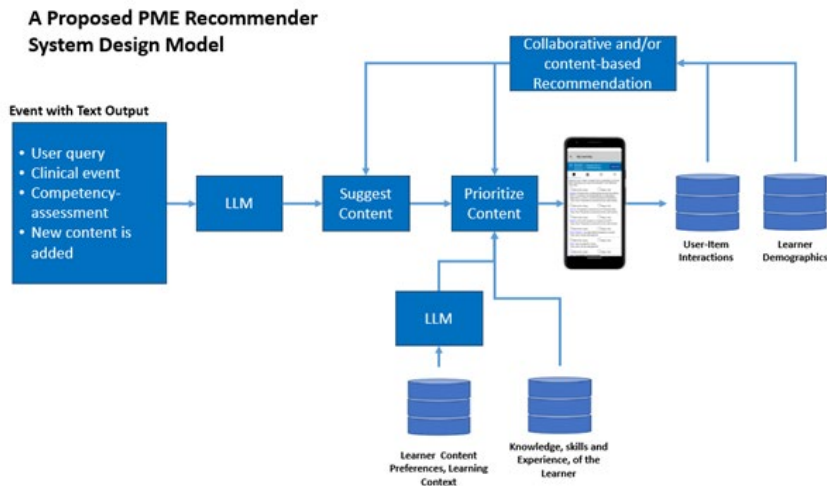 A Proposed PME Recommender
System Design Model
Collaborative and/or
content-based
Recommendation
Event with Text Output
• User query
• Clinical event
• Competency-
assessment
• New content is
added
LLM
Suggest
Content
Prioritize
Content
User-Item
Interactions
Learner
Demographics
LLM
Learner Content
Preferences, Learning
Context
Knowledge, skills and
Experience, of the
Learner